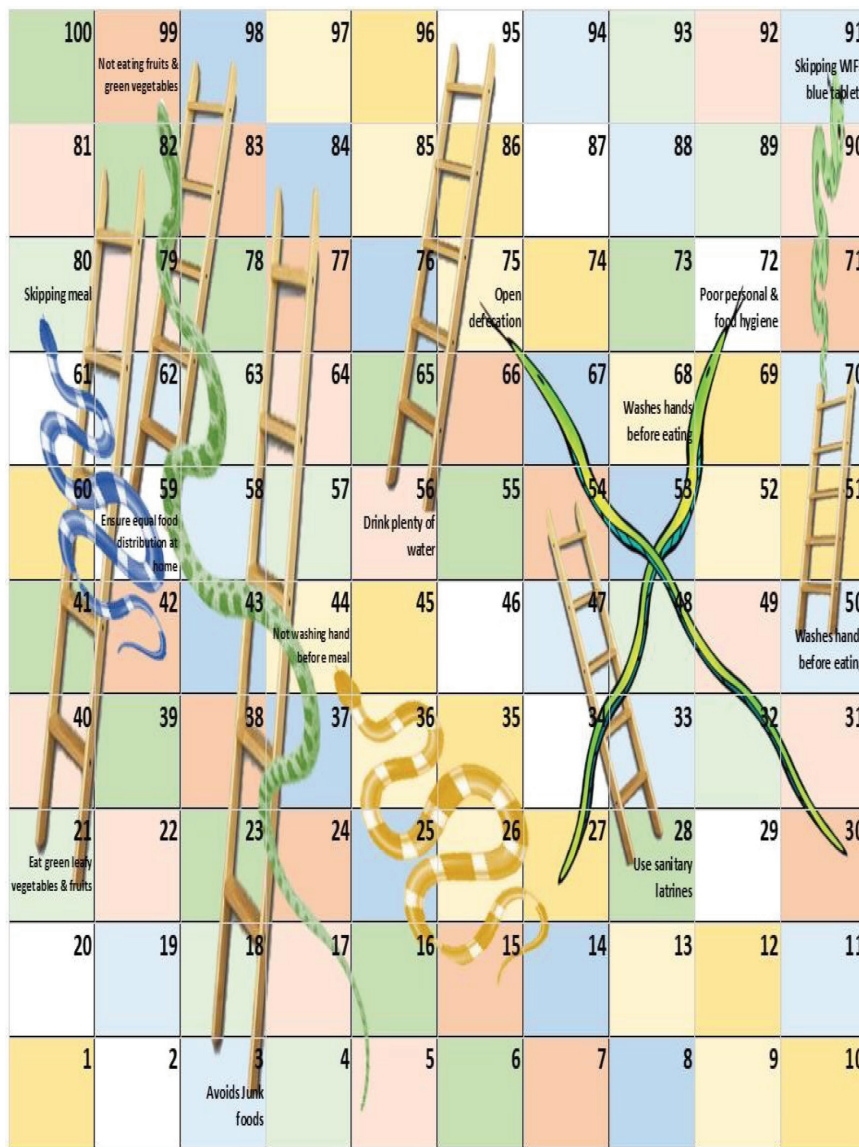 100 99 98 97 96 95 94 93 92 91
Not eating fruits &
green vegetables
Skipping WIF
blue tablet
81 82 83 84 85 86 87 88 89 90
80 79 78 77 76 75 74 73 72 71
Skipping meal
Open
defecation
Poor personal &
food hygiene
61 62 63 64 65 66 67 68 69 70
Washes hands
before eating
60 59 58 57 56 55 54 53 52 51
Ensure equal food
distribution at
home
Drink plenty of
water
41 42 43 44 45 46 47 48 49 50
Not washing hand
before meal
Washes hand
before eating
40 39 38 37 36 35 34 33 32 31
21 22 23 24 25 26 27 28 29 30
Eat green leafy
vegetables & fruits
Use sanitary
latrines
20 19 18 17 16 15 14 13 12 11
1 2 3 4 5 6 7 8 9 10
Avoids Junk
foods